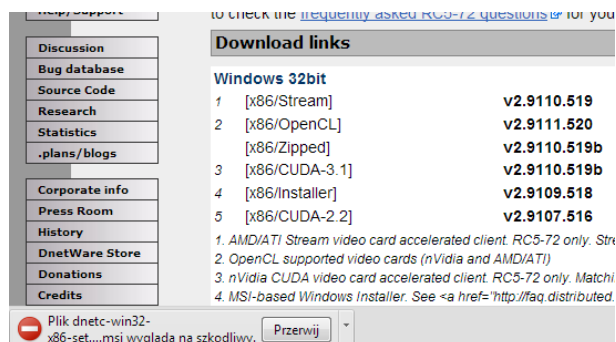 Help/Support
to check the frequently asked RC5-72 questions for you
Discussion
Bug database
Source Code
Research
Statistics
.plans/blogs
Corporate info
Press Room
History
DnetWare Store
Donations
Credits
Download links
Windows 32bit
1 [x86/Stream] v2.9110.519
2 [x86/OpenCL] v2.9111.520
[x86/Zipped] v2.9110.519b
3 [x86/CUDA-3.1] v2.9110.519b
4 [x86/Installer] v2.9109.518
5 [x86/CUDA-2.2] v2.9107.516
1. AMD/ATI Stream video card accelerated client. RC5-72 only. Stre
2. OpenCL supported video cards (nVidia and AMD/ATI)
3. nVidia CUDA video card accelerated client. RC5-72 only. Matchi
4. MSI-based Windows Installer. See <a href="http://faq.distributed.
Plik dnetc-win32-
x86-set....msi wygląda na szkodliwy.
Przerwij